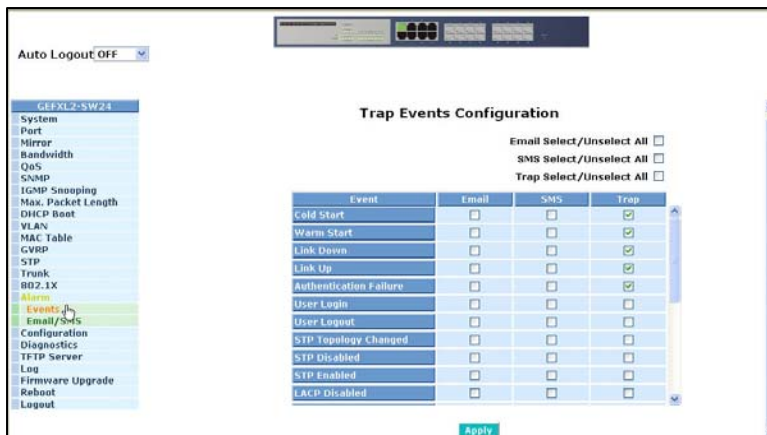 Auto Logout OFF
GEFXL2-SW24
System
Port
Mirror
Bandwidth
QoS
SNMP
IGMP Snooping
Max. Packet Length
DHCP Boot
VLAN
MAC Table
GVRP
STP
Trunk
802.1X
Alarm
Events
Email/SMS
Configuration
Diagnostics
TFTP Server
Log
Firmware Upgrade
Reboot
Logout
Trap Events Configuration
Email Select/Unselect All
SMS Select/Unselect All
Trap Select/Unselect All
Event Email SMS Trap
Cold Start
Warm Start
Link Down
Link Up
Authentication Failure
User Login
User Logout
STP Topology Changed
STP Disabled
STP Enabled
LACP Disabled
Apply